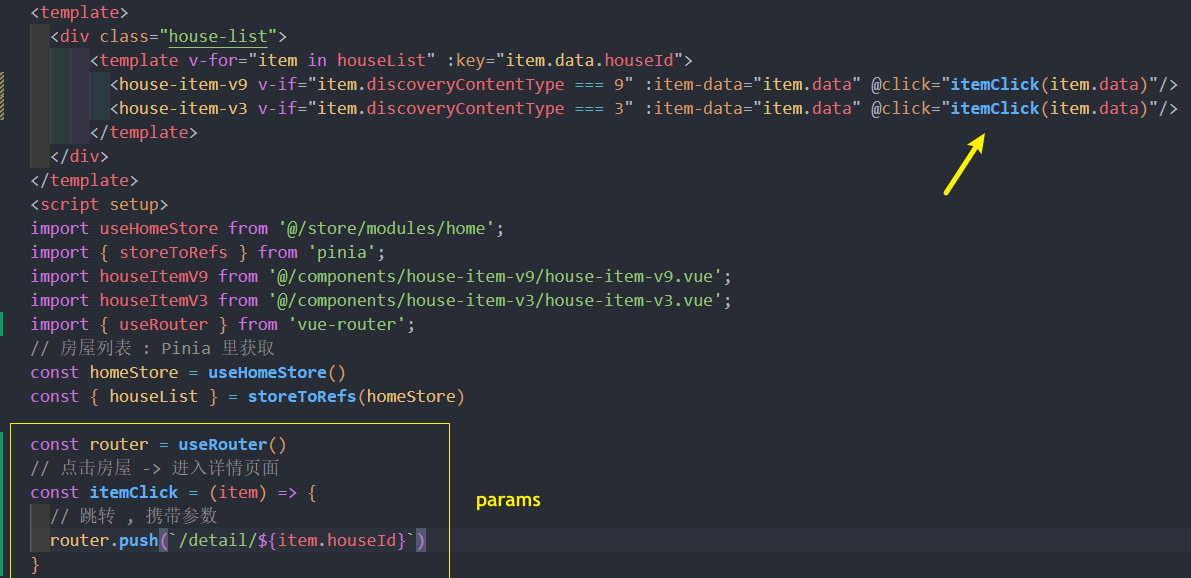 <template>
<div class="house-list">
<template v-for="item in houseList" :key="item.data.houseId">
<house-item-v9 v-if="item.discoveryContentType === 9" :item-data="item.data" @click="itemClick(item.data)"/>
<house-item-v3 v-if="item.discoveryContentType === 3" :item-data="item.data" @click="itemClick(item.data)"/>
</template>
</div>
</template>
<script setup>
import useHomeStore from '@/store/modules/home';
import { storeToRefs } from 'pinia';
import houseItemV9 from '@/components/house-item-v9/house-item-v9.vue';
import houseItemV3 from '@/components/house-item-v3/house-item-v3.vue';
import { useRouter } from 'vue-router';
// 房屋列表 : Pinia 里获取
const homeStore = useHomeStore()
const { houseList } = storeToRefs(homeStore)
const router = useRouter()
// 点击房屋 -> 进入详情页面
const itemClick = (item) => {
// 跳转 , 携带参数
router.push(`/detail/${item.houseId}`)
}
params